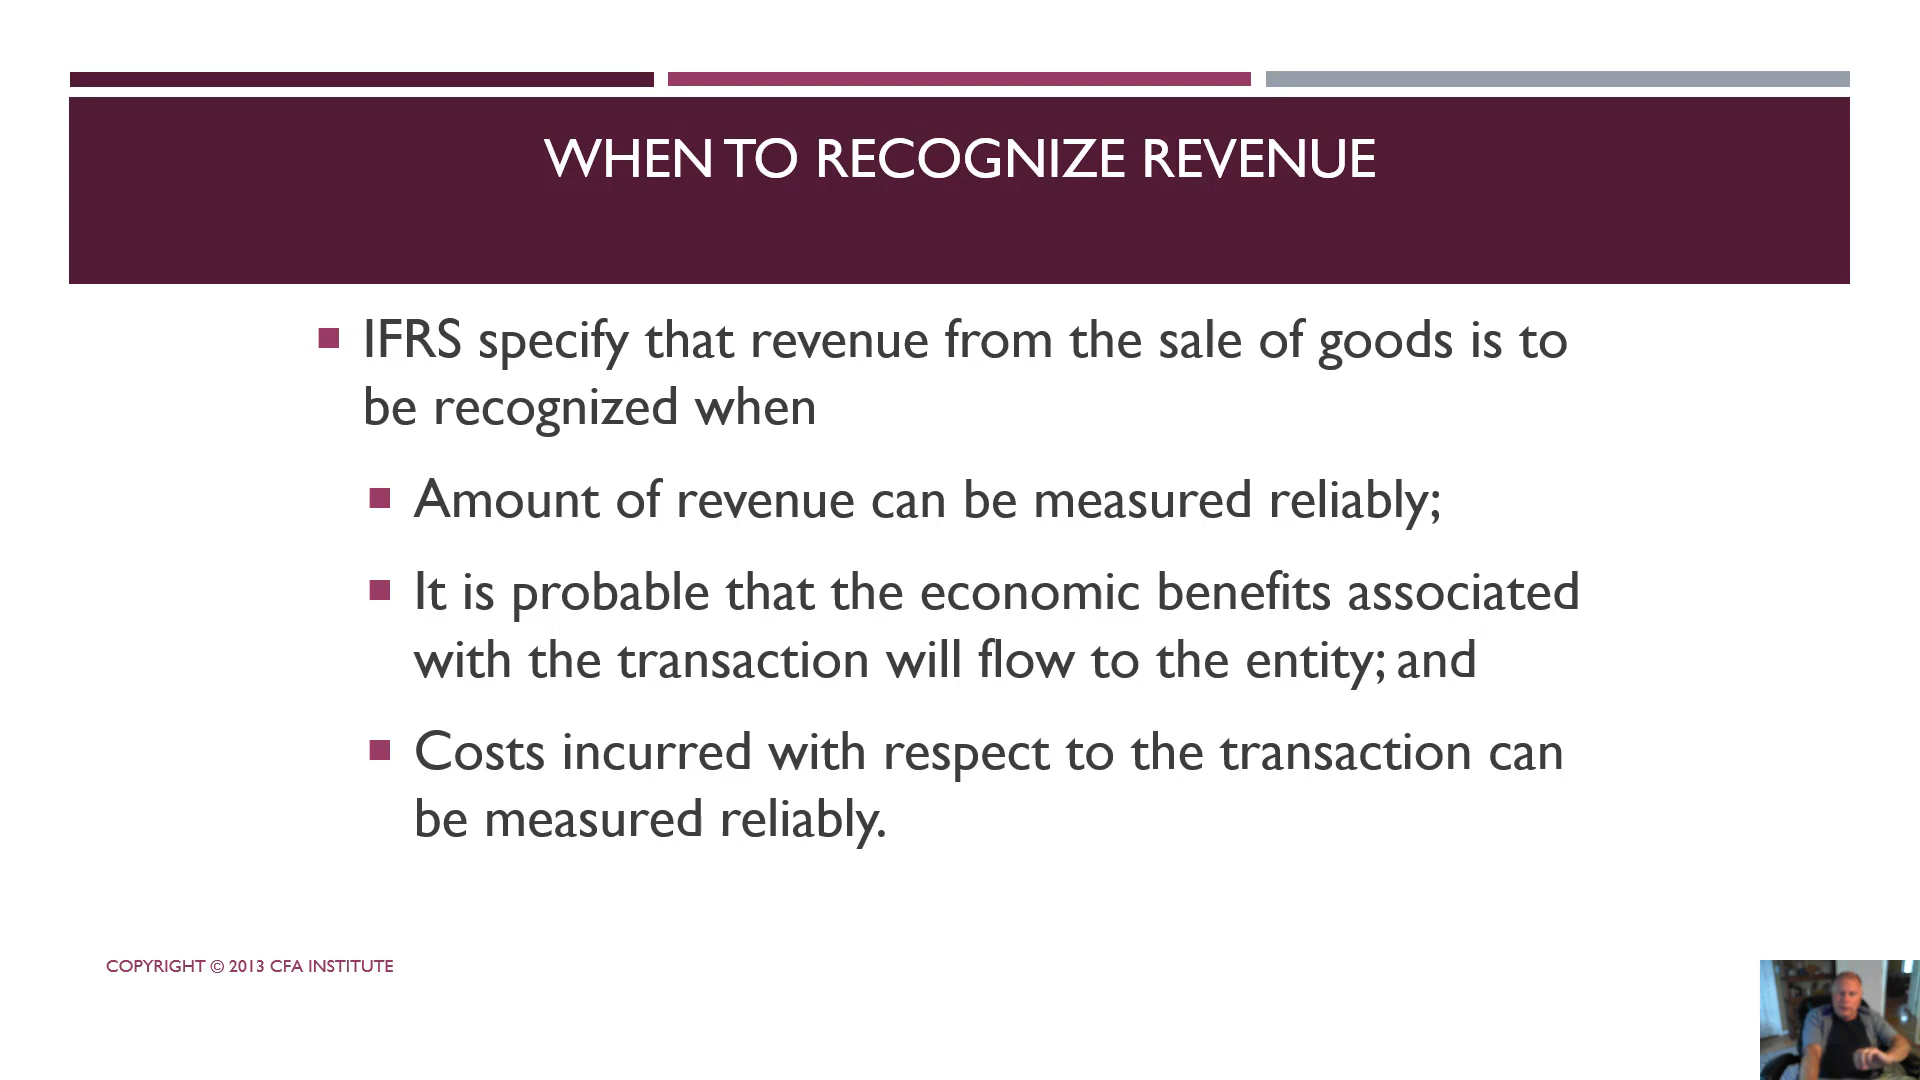 WHEN TO RECOGNIZE REVENUE
IFRS specify that revenue from the sale of goods is to
be recognized when
Amount of revenue can be measured reliably;
It is probable that the economic benefits associated
with the transaction will flow to the entity; and
Costs incurred with respect to the transaction can
be measured reliably.
COPYRIGHT © 2013 CFA INSTITUTE